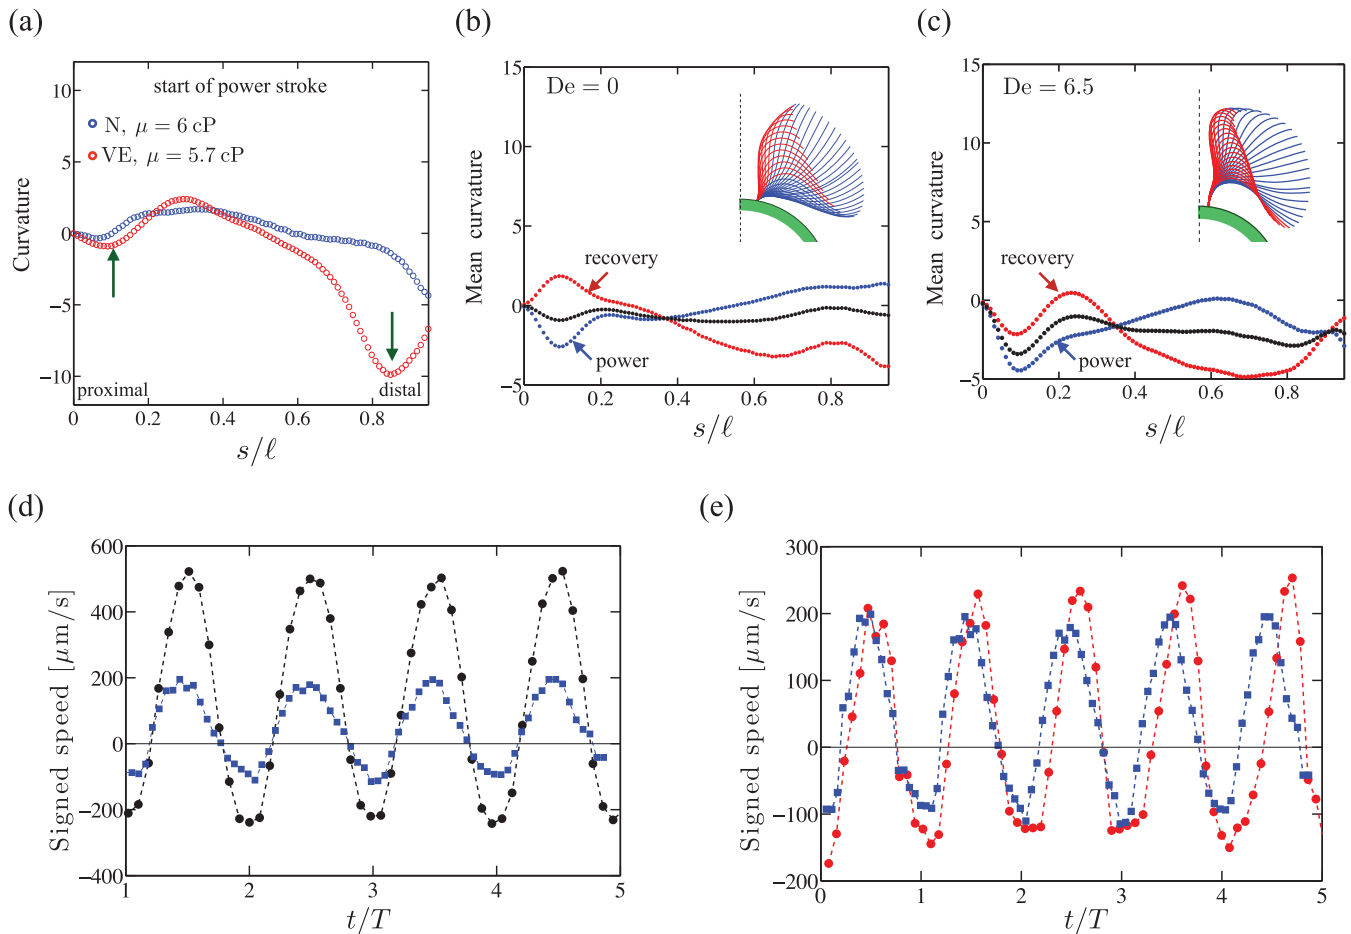 (a)
start of power stroke
N, μ = 6 cP
VE, μ = 5.7 cP
10
5
0
−5
−10
Curvature
proximal
distal
0
0.2
0.4
0.6
0.8
s/ℓ
(b)
De = 0
15
10
5
0
−5
Mean curvature
recovery
power
0
0.2
0.4
0.6
0.8
s/ℓ
(c)
De = 6.5
15
10
5
0
−5
Mean curvature
recovery
power
0
0.2
0.4
0.6
0.8
s/ℓ
(d)
600
400
200
0
−200
−400
Signed speed [μm/s]
1
2
3
4
5
t/T
(e)
300
200
100
0
−100
−200
Signed speed [μm/s]
0
1
2
3
4
5
t/T